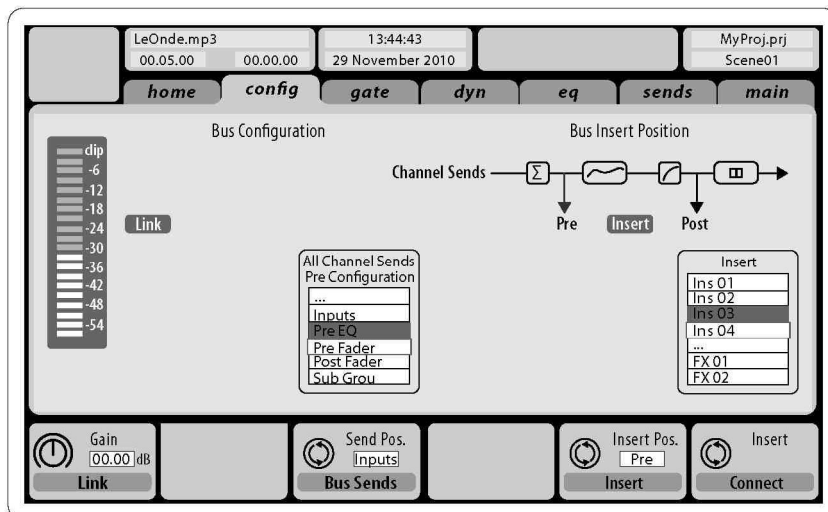 LeOnde.mp3
00.05.00 00.00.00
13:44:43
29 November 2010
MyProj.prj
Scene01
home config gate dyn eq sends main
Bus Configuration
Bus Insert Position
clip
-6
-12
-18
-24
-30
-36
-42
-48
-54
Link
Channel Sends
Σ
Pre Insert Post
All Channel Sends
Pre Configuration
...
Inputs
Pre EQ
Pre Fader
Post Fader
Sub Grou
Insert
Ins 01
Ins 02
Ins 03
Ins 04
...
FX 01
FX 02
Gain
00.00 dB
Link
Send Pos.
Inputs
Bus Sends
Insert Pos.
Pre
Insert
Insert
Connect